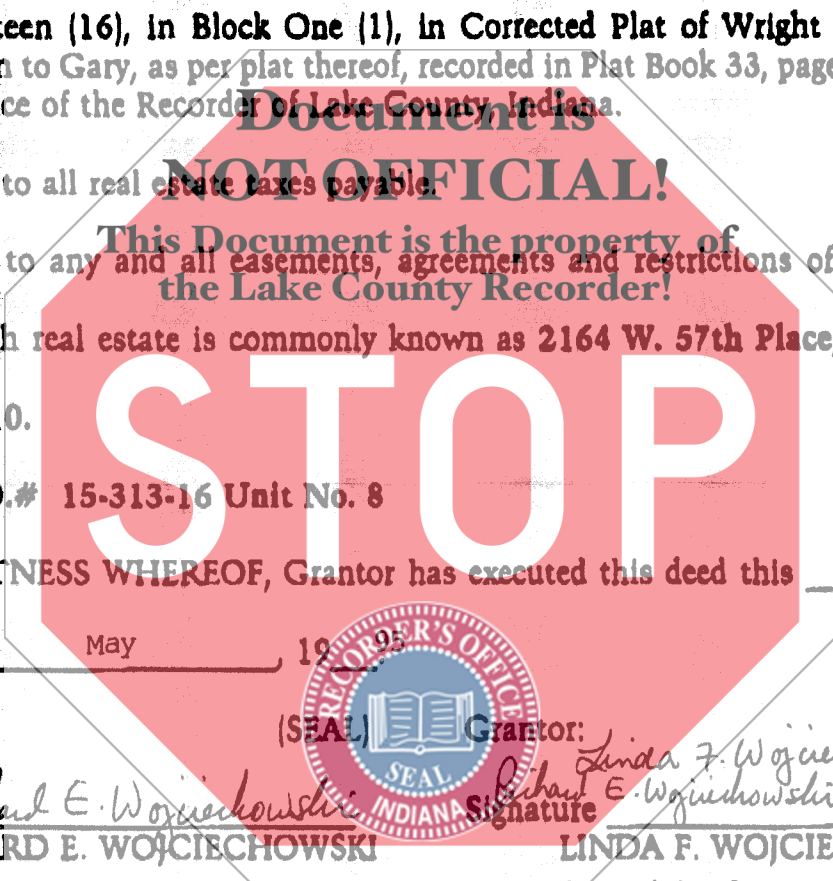 teen (16), in Block One (1), in Corrected Plat of Wright
n to Gary, as per plat thereof, recorded in Plat Book 33, page
ce of the Recorder of Lake County, Indiana.
Document is
NOT OFFICIAL!
to all real estate taxes payable.
This Document is the property of
the Lake County Recorder!
to any and all easements, agreements and restrictions of
h real estate is commonly known as 2164 W. 57th Place,
0.
STOP
.# 15-313-16 Unit No. 8
NESS WHEREOF, Grantor has executed this deed this
May , 19 95
RECORDER'S OFFICE
SEAL
INDIANA
(SEAL) Grantor:
Linda F. Wojcie
E. Wojciechowski Signature Richard E. Wojciechowski
RD E. WOJCIECHOWSKI LINDA F. WOJCIE